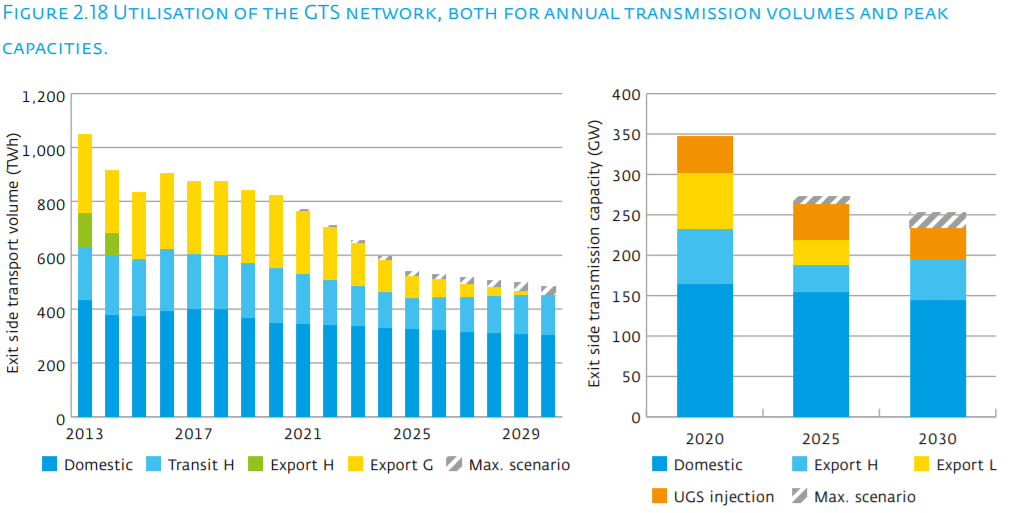 FIGURE 2.18 UTILISATION OF THE GTS NETWORK, BOTH FOR ANNUAL TRANSMISSION VOLUMES AND PEAK
CAPACITIES.
Exit side transport volume (TWh)
1,200
1,000
800
600
400
200
0
2013 2017 2021 2025 2029
Domestic Transit H Export H Export G Max. scenario
Exit side transmission capacity (GW)
400
350
300
250
200
150
100
50
0
2020 2025 2030
Domestic Export H Export L
UGS injection Max. scenario